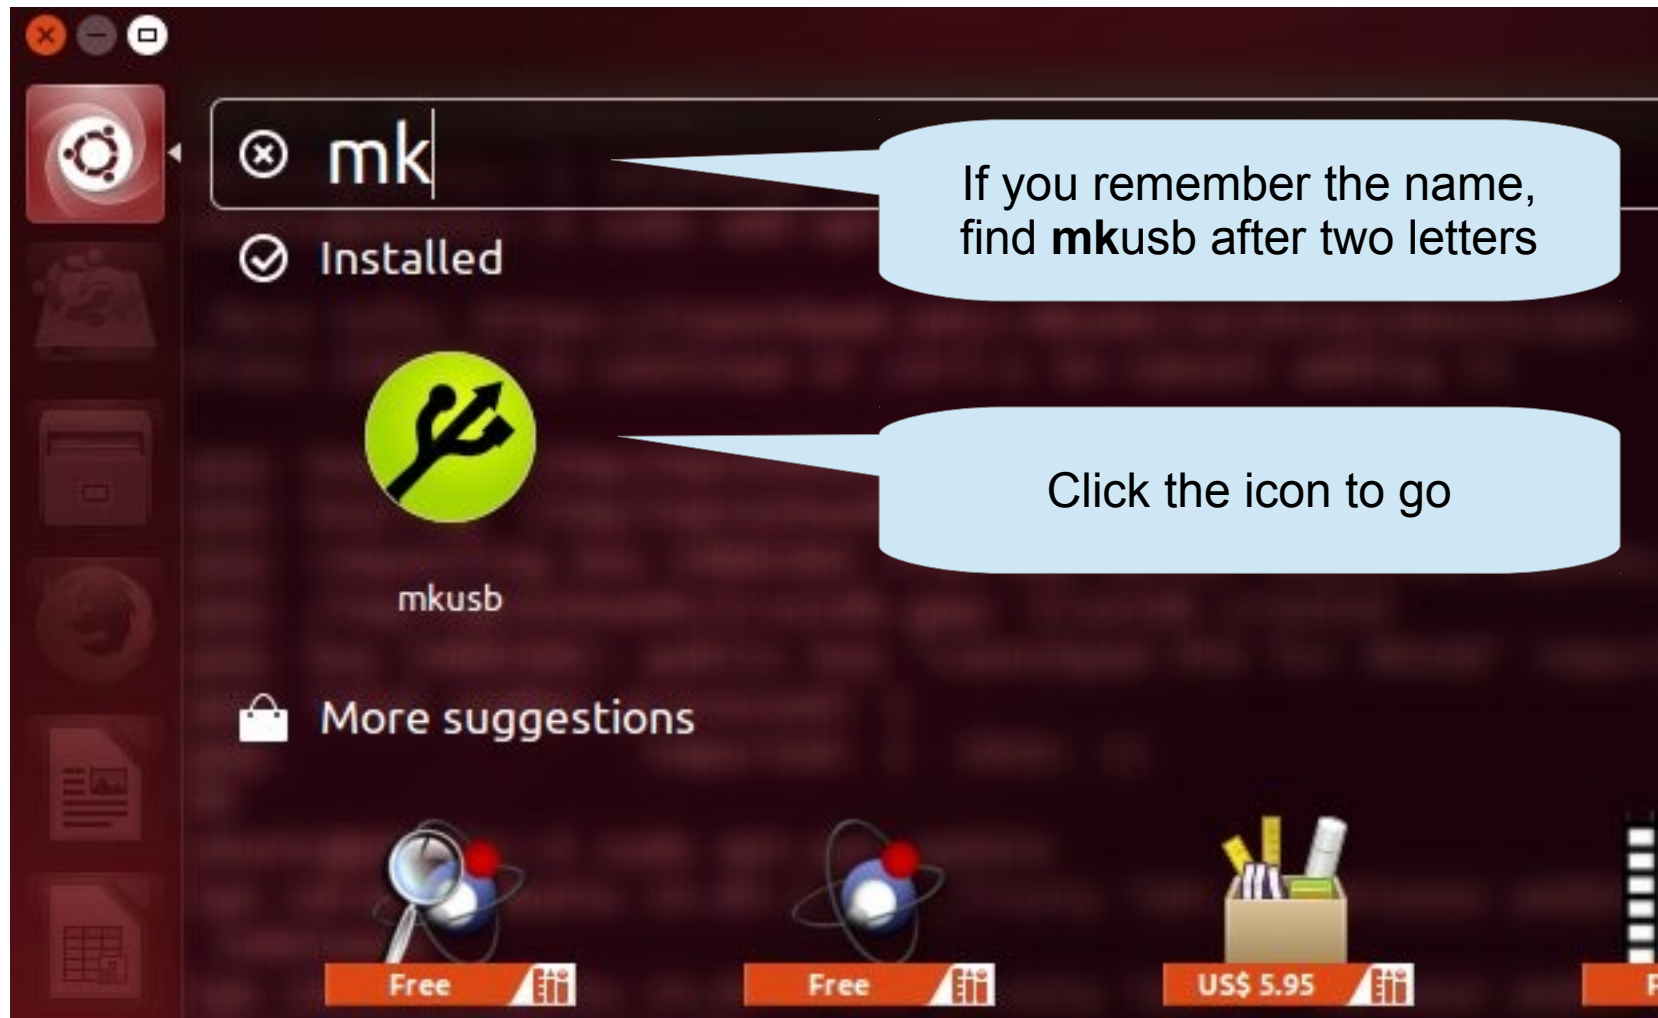 mk
If you remember the name,
find mkusb after two letters
Installed
Click the icon to go
mkusb
More suggestions
Free
Free
US$ 5.95